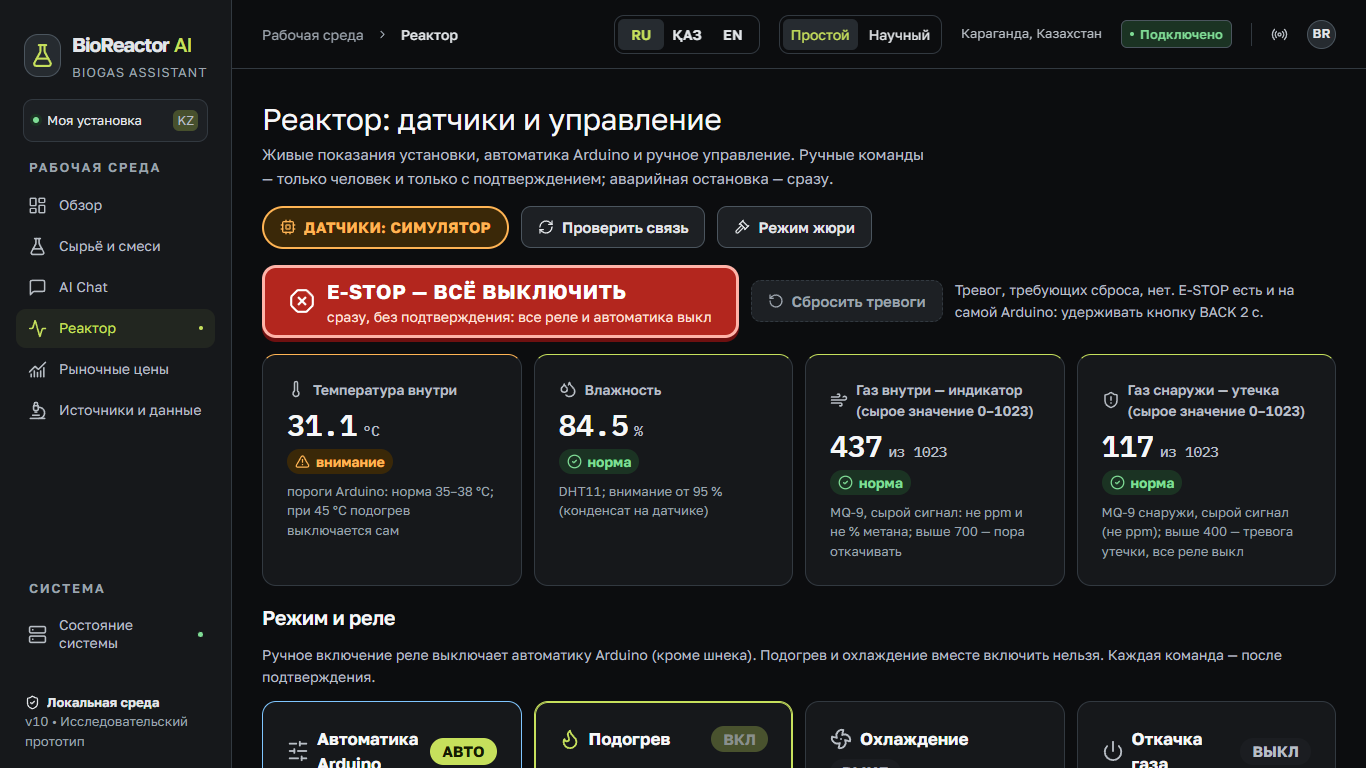 BioReactor AI
BIOGAS ASSISTANT
Моя установка KZ
РАБОЧАЯ СРЕДА
Обзор
Сырьё и смеси
AI Chat
Реактор
Рыночные цены
Источники и данные
СИСТЕМА
Состояние
системы
Локальная среда
v10 • Исследовательский
прототип
Рабочая среда › Реактор
RU ҚАЗ EN
Простой Научный
Караганда, Казахстан
Подключено
BR
Реактор: датчики и управление
Живые показания установки, автоматика Arduino и ручное управление. Ручные команды
— только человек и только с подтверждением; аварийная остановка — сразу.
ДАТЧИКИ: СИМУЛЯТОР
Проверить связь
Режим жюри
E-STOP — ВСЁ ВЫКЛЮЧИТЬ
сразу, без подтверждения: все реле и автоматика выкл
Сбросить тревоги
Тревог, требующих сброса, нет. E-STOP есть и на
самой Arduino: удерживать кнопку BACK 2 с.
Температура внутри
31.1 °C
внимание
пороги Arduino: норма 35–38 °C;
при 45 °C подогрев
выключается сам
Влажность
84.5 %
норма
DHT11; внимание от 95 %
(конденсат на датчике)
Газ внутри — индикатор
(сырое значение 0–1023)
437 из 1023
норма
MQ-9, сырой сигнал: не ppm и
не % метана; выше 700 — пора
откачивать
Газ снаружи — утечка
(сырое значение 0–1023)
117 из 1023
норма
MQ-9 снаружи, сырой сигнал
(не ppm); выше 400 — тревога
утечки, все реле выкл
Режим и реле
Ручное включение реле выключает автоматику Arduino (кроме шнека). Подогрев и охлаждение вместе включить нельзя. Каждая команда — после
подтверждения.
Автоматика
Arduino
АВТО
Подогрев
ВКЛ
Охлаждение
Откачка
газа
ВЫКЛ